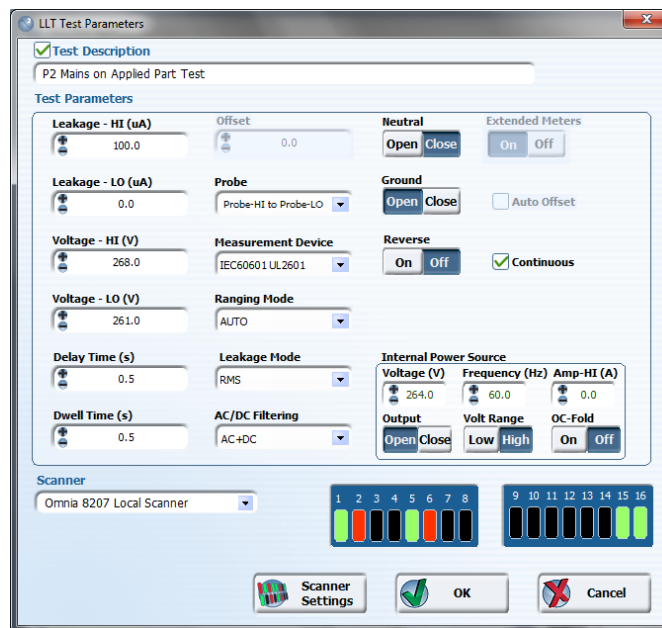 LLT Test Parameters
Test Description
P2 Mains on Applied Part Test
Test Parameters
Leakage - HI (uA)
100.0
Offset
0.0
Neutral
Open Close
Extended Meters
On Off
Leakage - LO (uA)
0.0
Probe
Probe-HI to Probe-LO
Ground
Open Close
Auto Offset
Voltage - HI (V)
268.0
Measurement Device
IEC60601 UL2601
Reverse
On Off
Continuous
Voltage - LO (V)
261.0
Ranging Mode
AUTO
Delay Time (s)
0.5
Leakage Mode
RMS
Internal Power Source
Voltage (V) Frequency (Hz) Amp-HI (A)
264.0 60.0 0.0
Dwell Time (s)
0.5
AC/DC Filtering
AC+DC
Output Volt Range OC-Fold
Open Close Low High On Off
Scanner
Omnia 8207 Local Scanner
1 2 3 4 5 6 7 8
9 10 11 12 13 14 15 16
Scanner Settings
OK
Cancel